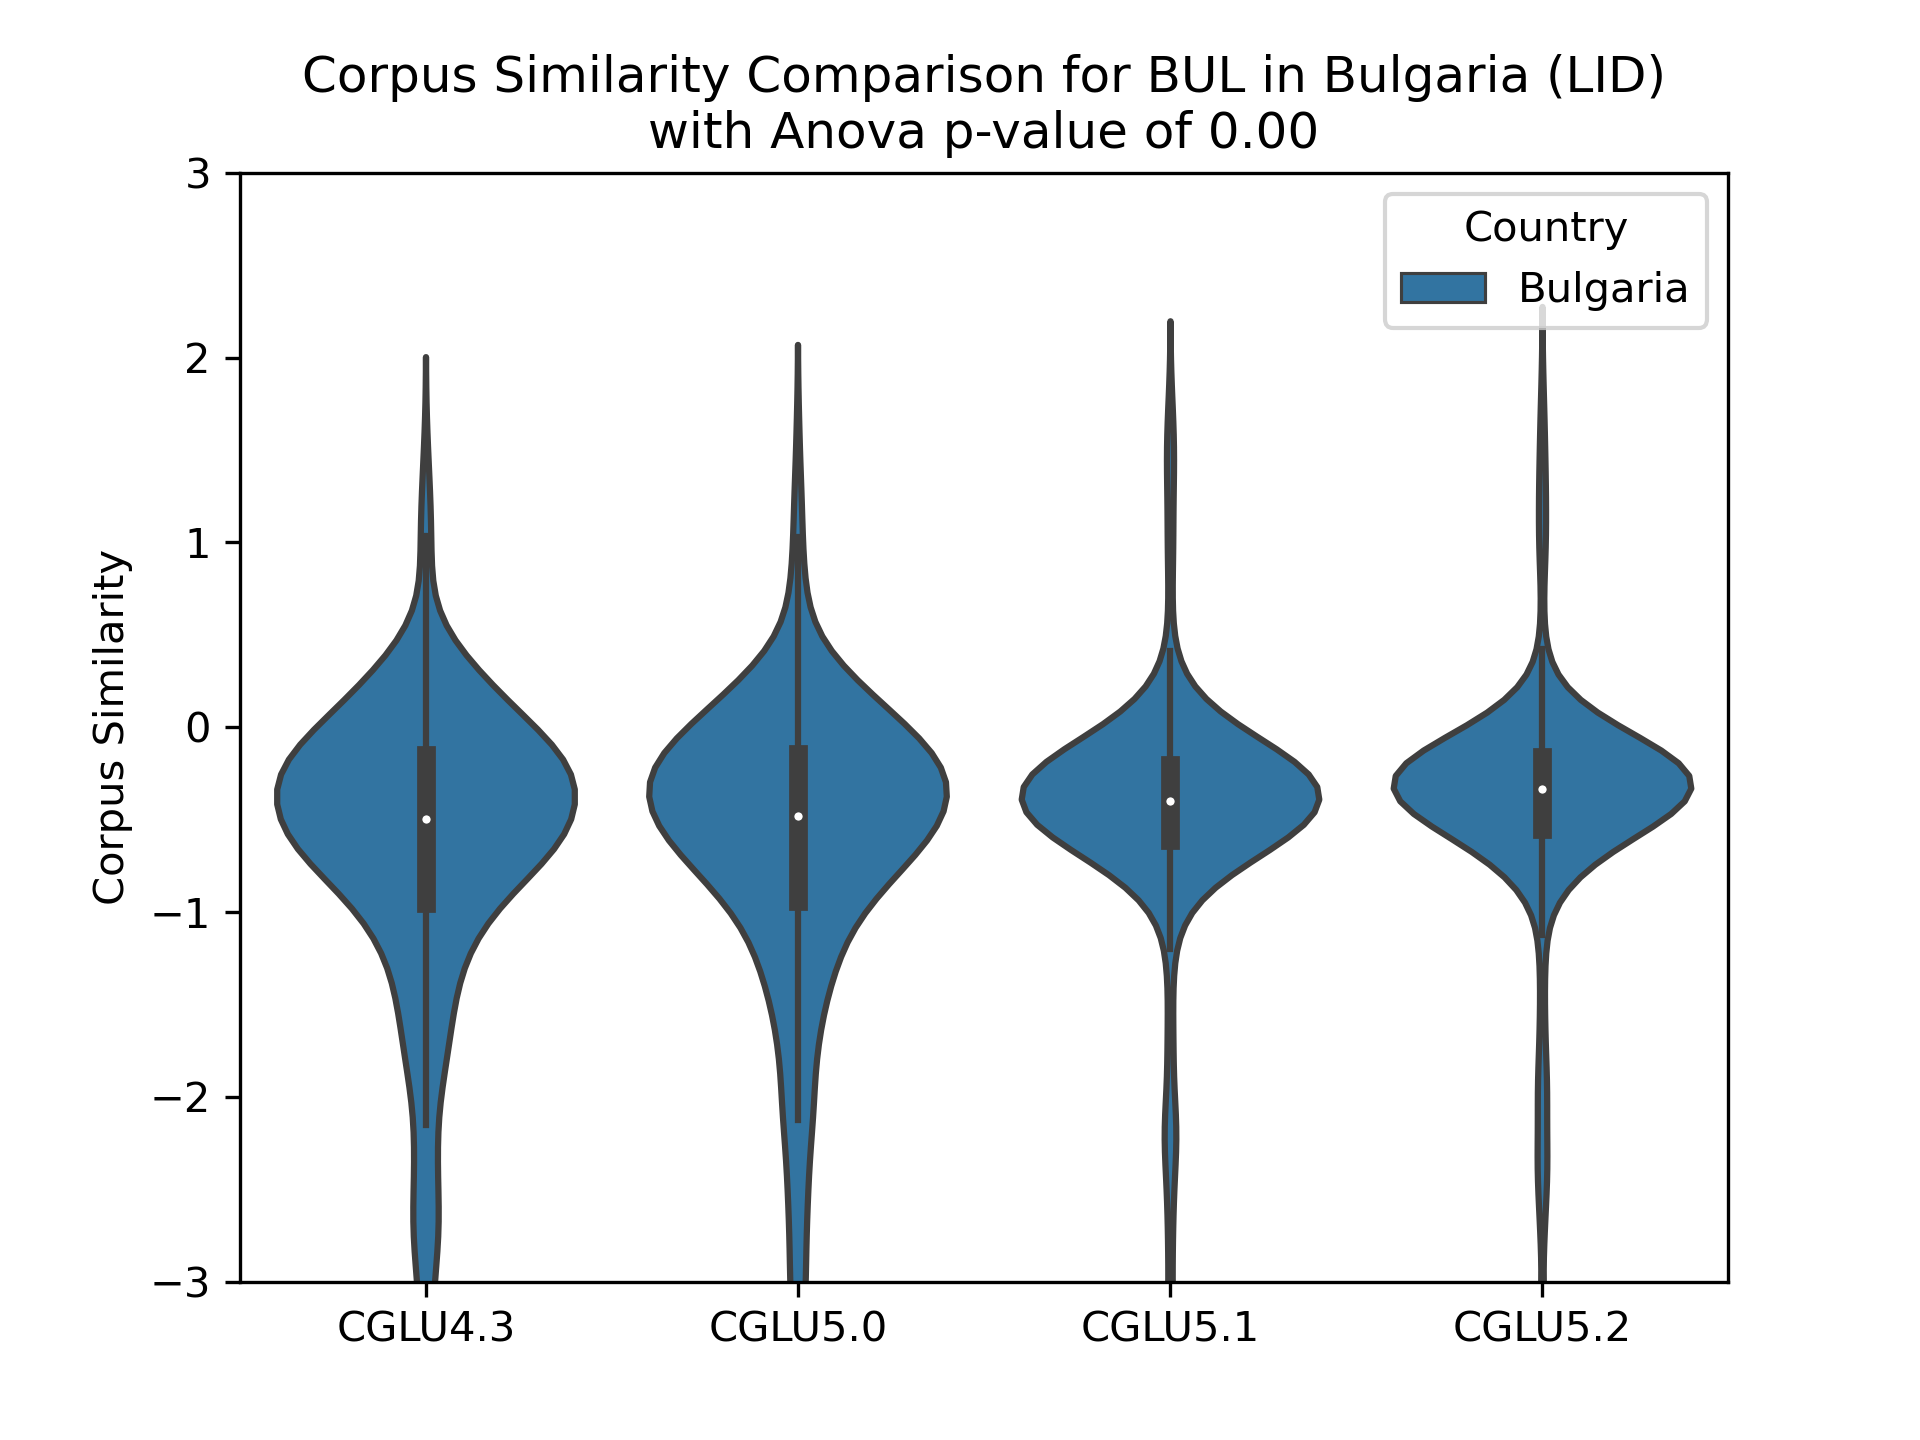 Corpus Similarity Comparison for BUL in Bulgaria (LID)
with Anova p-value of 0.00
Country
Bulgaria
Corpus Similarity
3
2
1
0
−1
−2
−3
CGLU4.3
CGLU5.0
CGLU5.1
CGLU5.2